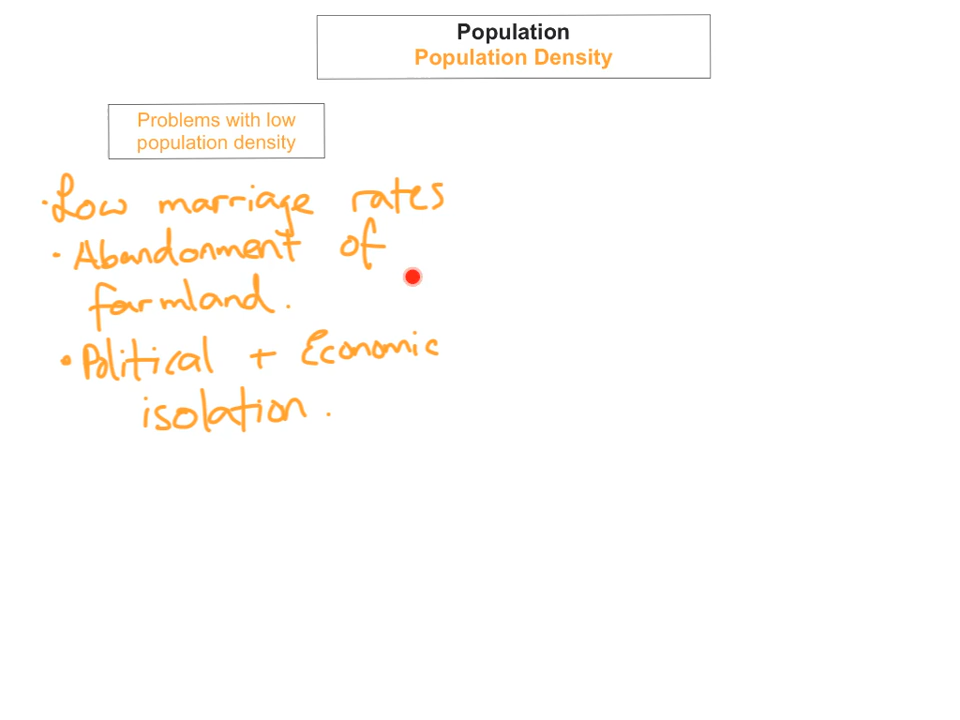 Population
Population Density
Problems with low
population density
· Low marriage rates
· Abandonment of
farmland.
· Political + Economic
isolation.